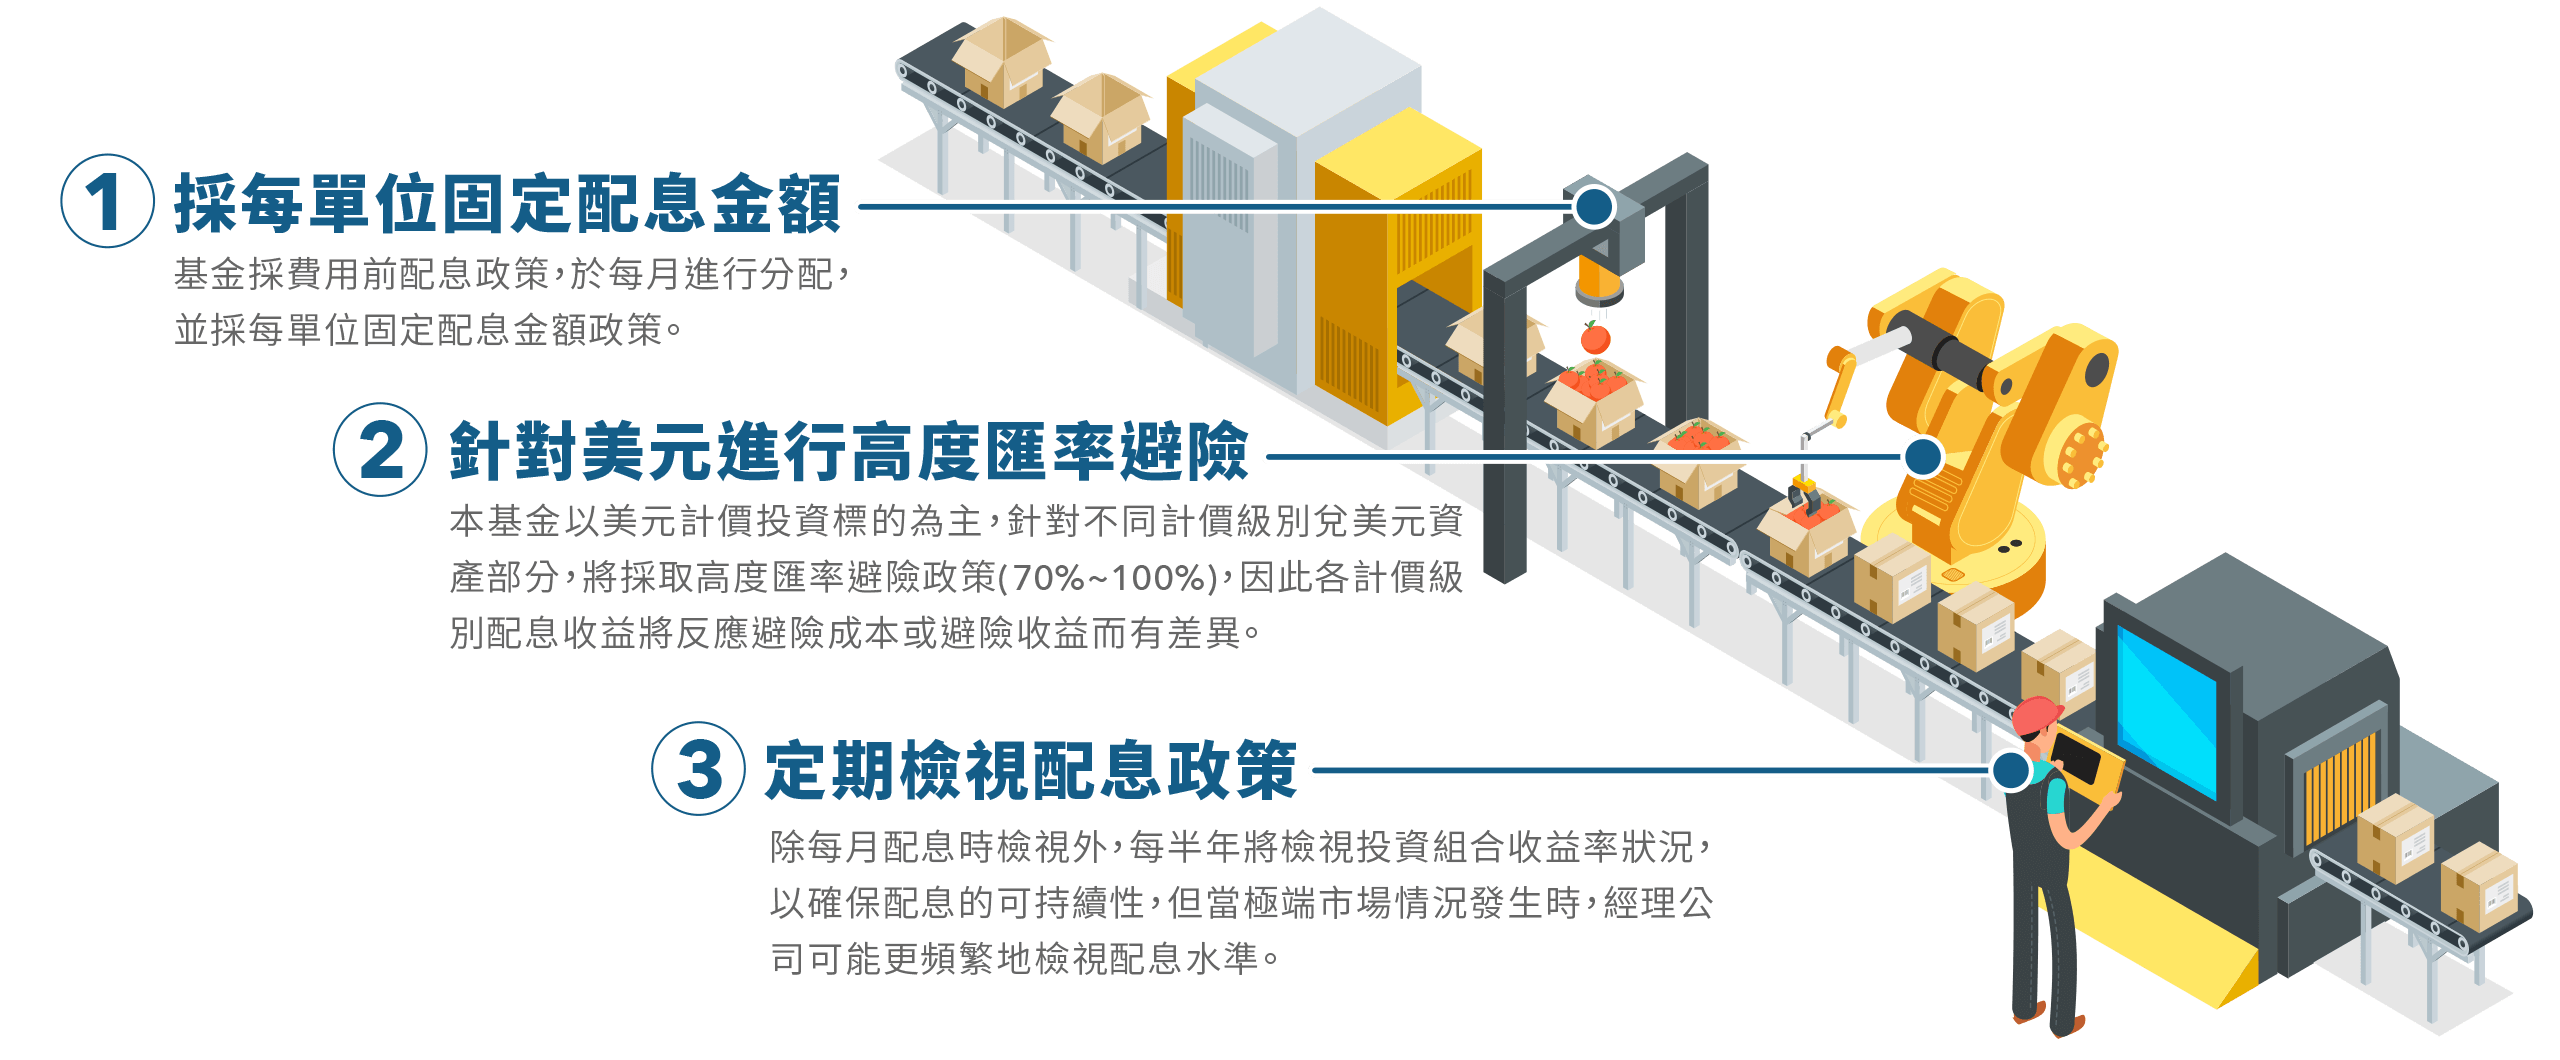 1 採每單位固定配息金額
基金採費用前配息政策，於每月進行分配，
並採每單位固定配息金額政策。
2 針對美元進行高度匯率避險
本基金以美元計價投資標的為主，針對不同計價級別兌美元資
產部分，將採取高度匯率避險政策(70%~100%)，因此各計價級
別配息收益將反應避險成本或避險收益而有差異。
3 定期檢視配息政策
除每月配息時檢視外，每半年將檢視投資組合收益率狀況，
以確保配息的可持續性，但當極端市場情況發生時，經理公
司可能更頻繁地檢視配息水準。